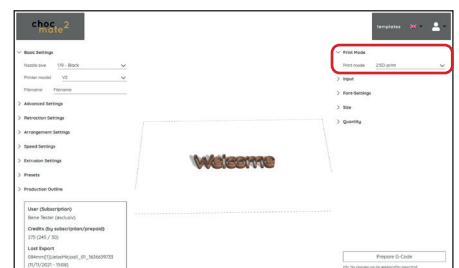 choc
mate 2
templates
Basic Settings
Nozzle Size 1/9 - Black
Printer model V2
Filename Filename
Advanced Settings
Retraction Settings
Arrangement Settings
Speed Settings
Extrusion Settings
Presets
Production Outline
User (Subscription)
Bene Tester (exclusiv)
Credits (by subscription/prepaid)
275 (245 / 30)
Last Export
(11/11/2021 - 15:08)
Welcome
Print Mode
Print mode 2.5D-print
Input
Font-Settings
Size
Quantity
Prepare G-Code